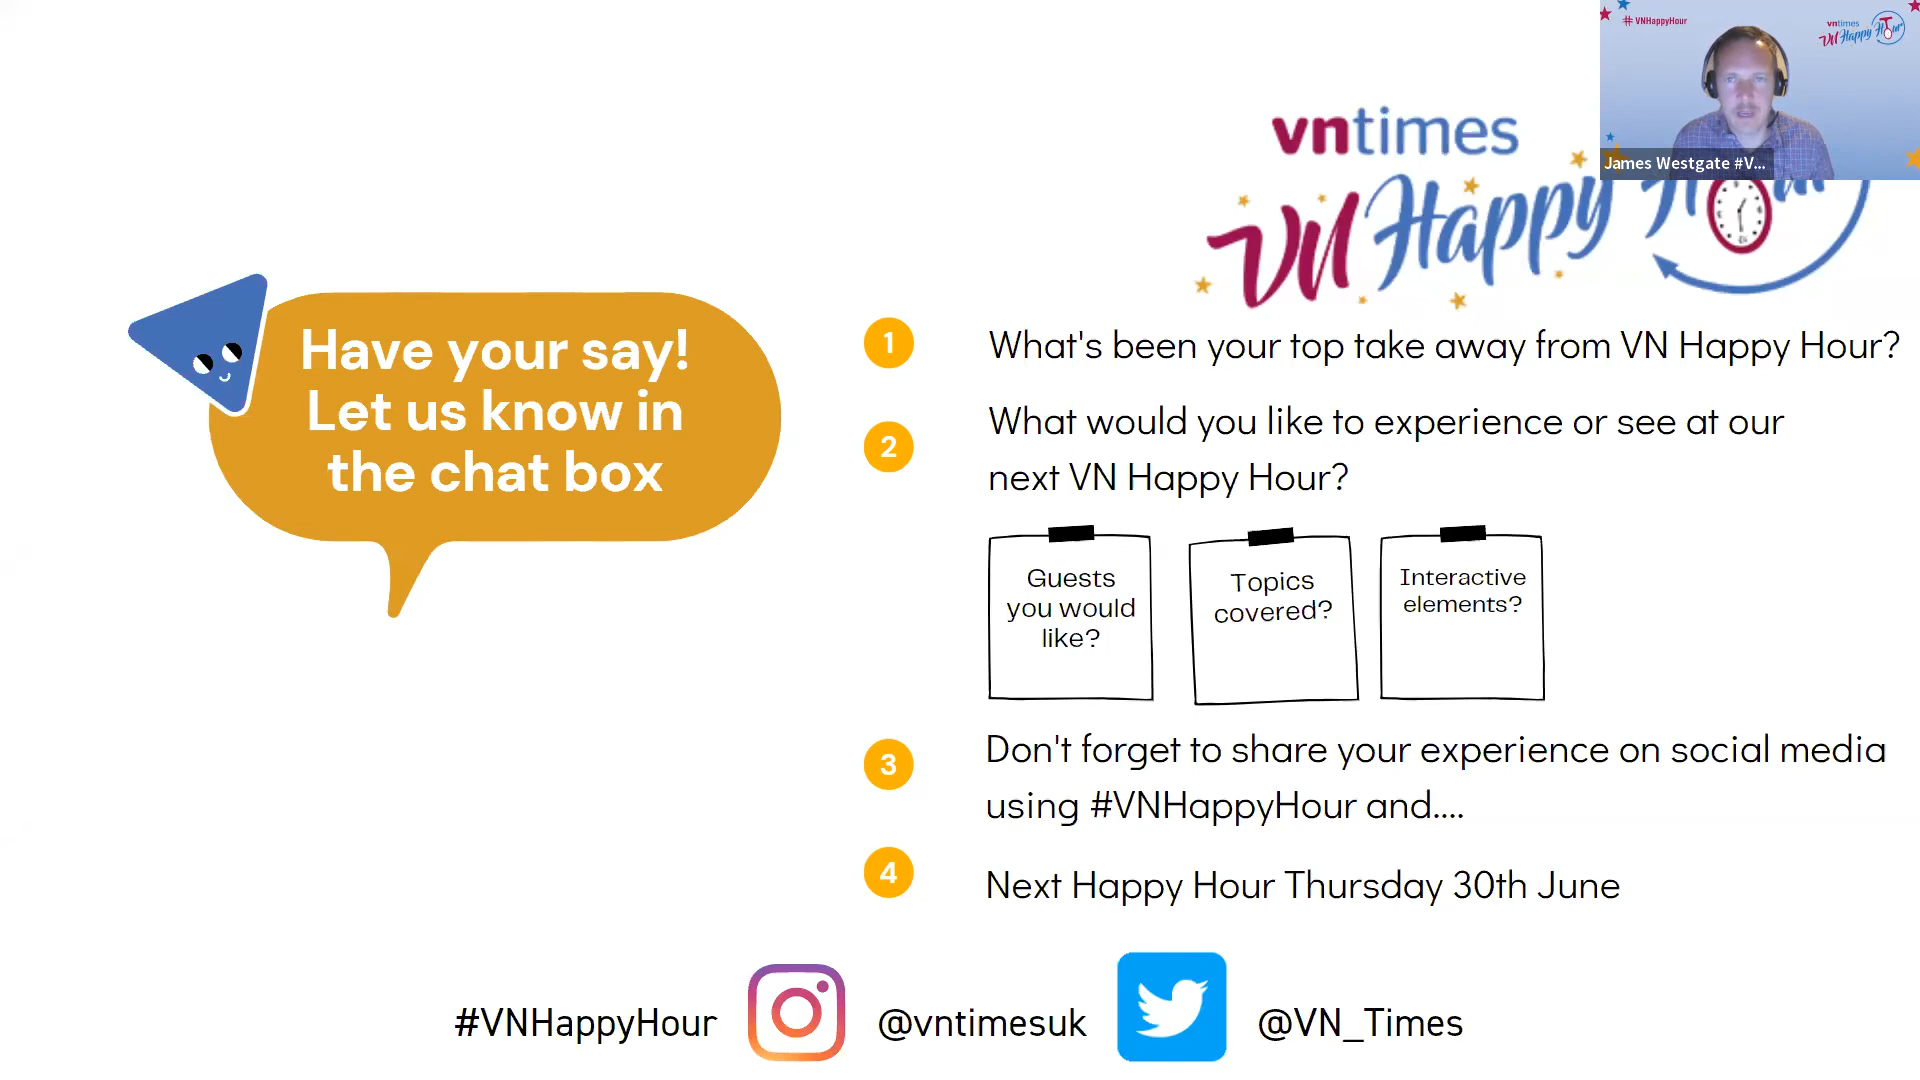 #VNHappyHour
vntimes
VN Happy Hour
James Westgate #V...
vntimes
VN Happy Hour
Have your say!
Let us know in
the chat box
1
What's been your top take away from VN Happy Hour?
2
What would you like to experience or see at our
next VN Happy Hour?
Guests
you would
like?
Topics
covered?
Interactive
elements?
3
Don't forget to share your experience on social media
using #VNHappyHour and....
4
Next Happy Hour Thursday 30th June
#VNHappyHour
@vntimesuk
@VN_Times